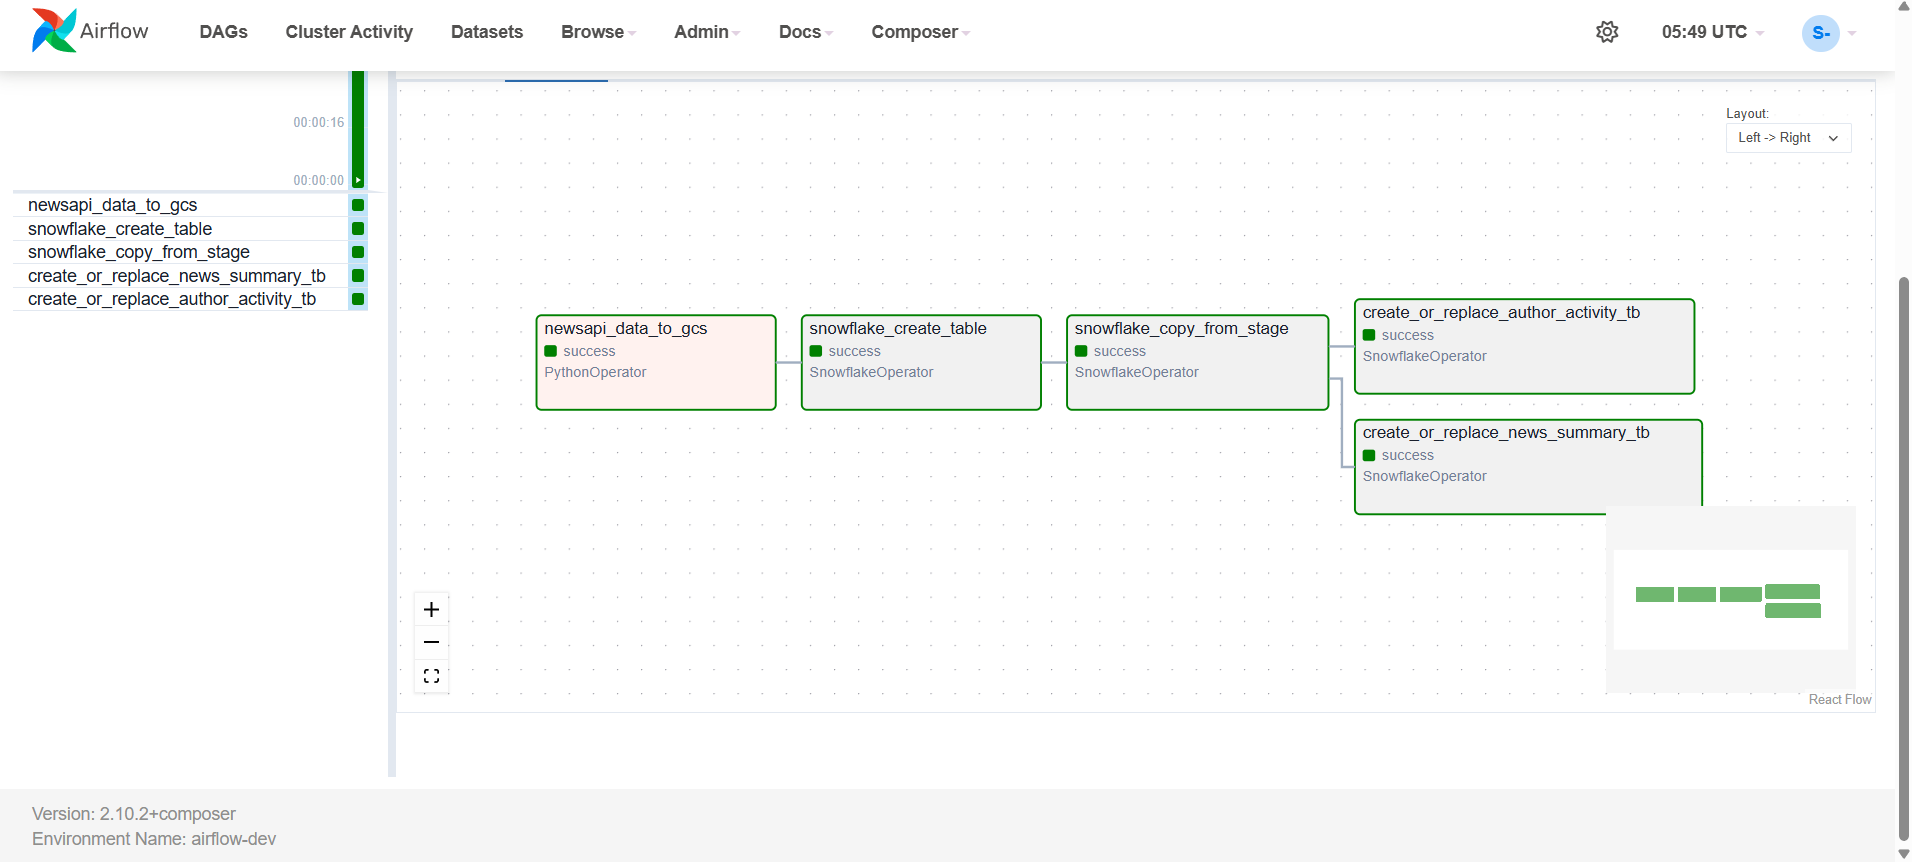 Airflow
DAGs
Cluster Activity
Datasets
Browse
Admin
Docs
Composer
05:49 UTC
S-
00:00:16
00:00:00
newsapi_data_to_gcs
snowflake_create_table
snowflake_copy_from_stage
create_or_replace_news_summary_tb
create_or_replace_author_activity_tb
Layout:
Left -> Right
newsapi_data_to_gcs
success
PythonOperator
snowflake_create_table
success
SnowflakeOperator
snowflake_copy_from_stage
success
SnowflakeOperator
create_or_replace_author_activity_tb
success
SnowflakeOperator
create_or_replace_news_summary_tb
success
SnowflakeOperator
React Flow
Version: 2.10.2+composer
Environment Name: airflow-dev